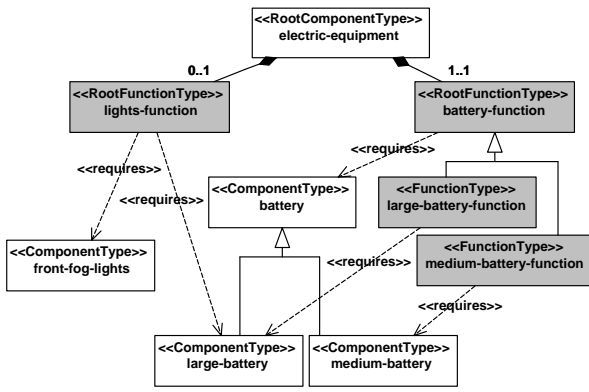 <<RootComponentType>>
electric-equipment
0..1
1..1
<<RootFunctionType>>
lights-function
<<RootFunctionType>>
battery-function
<<requires>>
<<requires>>
<<requires>>
<<ComponentType>>
battery
<<FunctionType>>
large-battery-function
<<ComponentType>>
front-fog-lights
<<requires>>
<<FunctionType>>
medium-battery-function
<<requires>>
<<ComponentType>>
large-battery
<<ComponentType>>
medium-battery